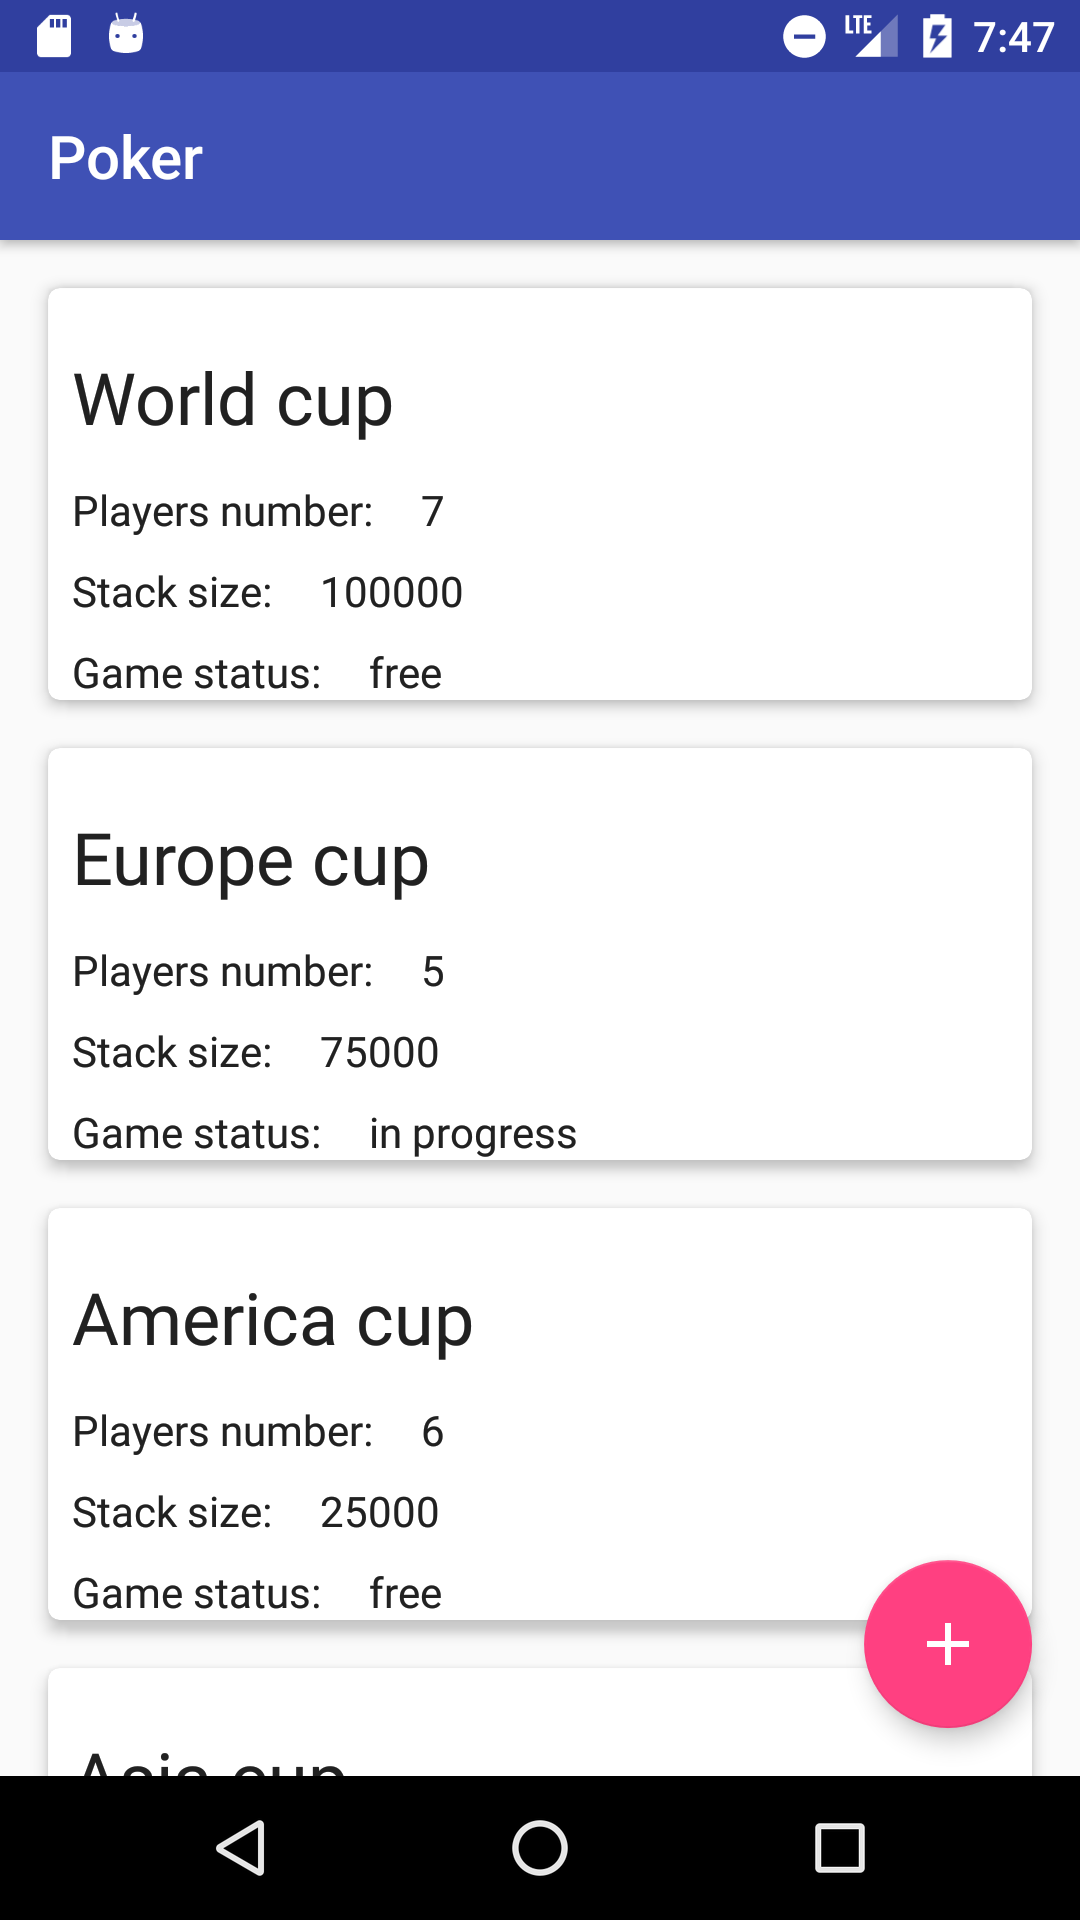 LTE 7:47
Poker
World cup
Players number: 7
Stack size: 100000
Game status: free
Europe cup
Players number: 5
Stack size: 75000
Game status: in progress
America cup
Players number: 6
Stack size: 25000
Game status: free
Asia cup